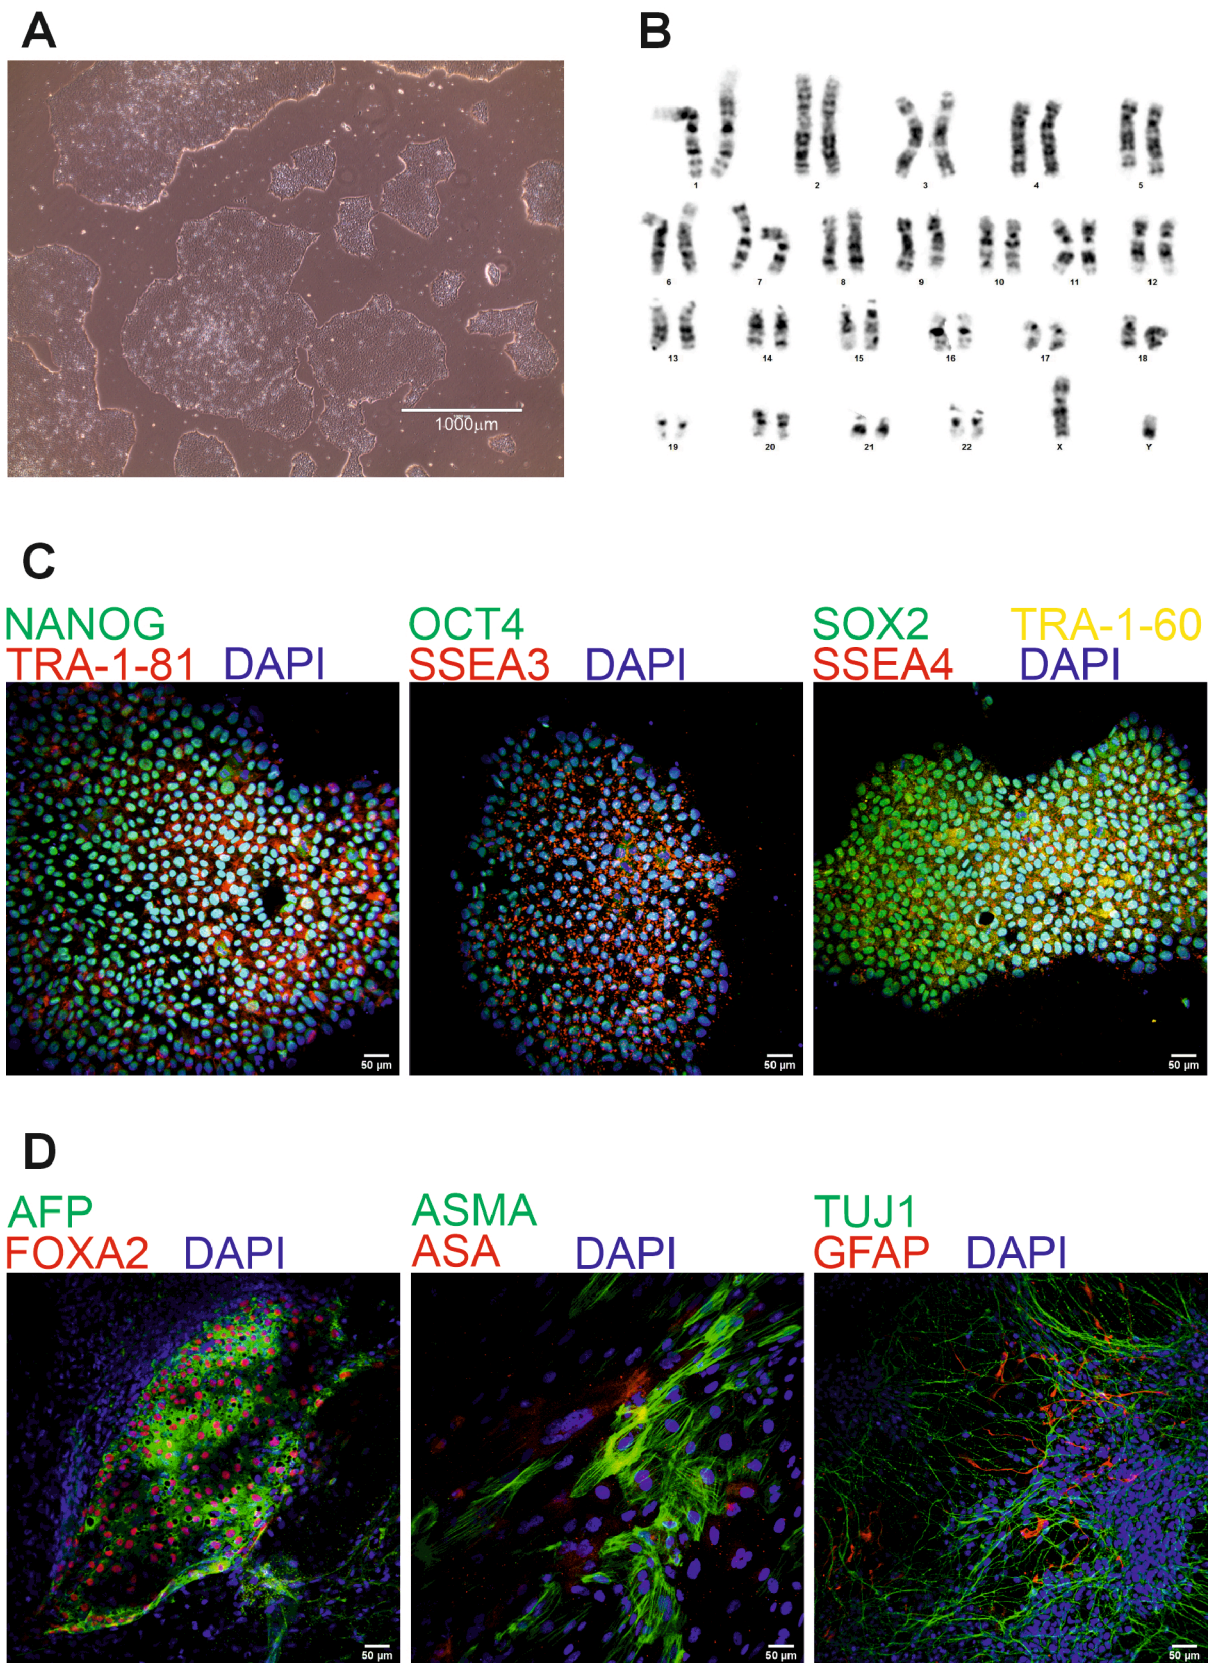 A
B
1000µm
1 2 3 4 5
6 7 8 9 10 11 12
13 14 15 16 17 18
19 20 21 22 X Y
C
NANOG
TRA-1-81 DAPI
OCT4
SSEA3 DAPI
SOX2 TRA-1-60
SSEA4 DAPI
50 µm
50 µm
50 µm
D
AFP
FOXA2 DAPI
ASMA
ASA DAPI
TUJ1
GFAP DAPI
50 µm
50 µm
50 µm